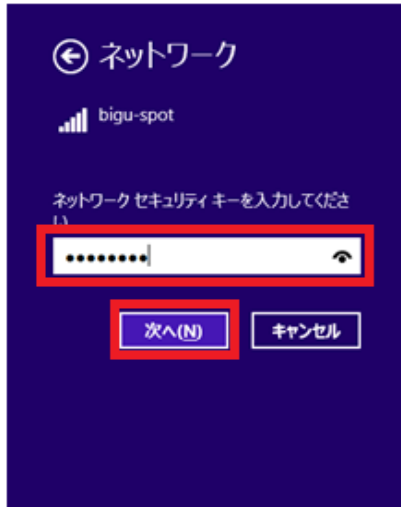 ネットワーク
bigu-spot
ネットワーク セキュリティ キーを入力してくださ
い
••••••••
次へ(N)
キャンセル